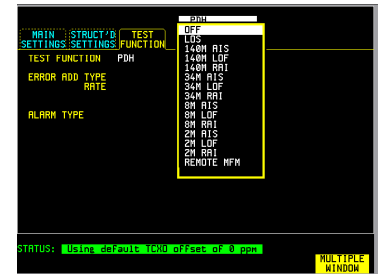 PDH
MAIN SETTINGS
STRUCT'D SETTINGS
TEST FUNCTION
TEST FUNCTION PDH
ERROR ADD TYPE
RATE
ALARM TYPE
OFF
LOS
140M AIS
140M LOF
140M RAI
34M AIS
34M LOF
34M RAI
8M AIS
8M LOF
8M RAI
2M AIS
2M LOF
2M RAI
REMOTE MFM
STATUS: Using default TCXO offset of 0 ppm
MULTIPLE WINDOW